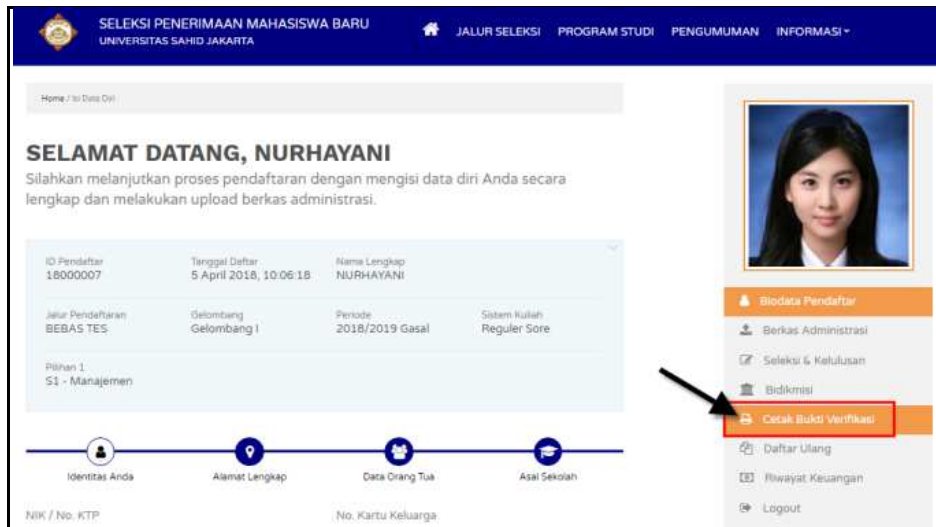 SELEKSI PENERIMAAN MAHASISWA BARU
UNIVERSITAS SAHID JAKARTA
JALUR SELEKSI PROGRAM STUDI PENGUMUMAN INFORMASI
Home / Isi Data Diri
SELAMAT DATANG, NURHAYANI
Silahkan melanjutkan proses pendaftaran dengan mengisi data diri Anda secara
lengkap dan melakukan upload berkas administrasi.
ID Pendaftar Tanggal Daftar Nama Lengkap
18000007 5 April 2018, 10:06:18 NURHAYANI
Jalur Pendaftaran Gelombang Periode Sistem Kuliah
BEBAS TES Gelombang I 2018/2019 Gasal Reguler Sore
Pilihan 1
S1 - Manajemen
Identitas Anda Alamat Lengkap Data Orang Tua Asal Sekolah
NIK / No. KTP No. Kartu Keluarga
Biodata Pendaftar
Berkas Administrasi
Seleksi & Kelulusan
Bidikmisi
Cetak Bukti Verifikasi
Daftar Ulang
Riwayat Keuangan
Logout